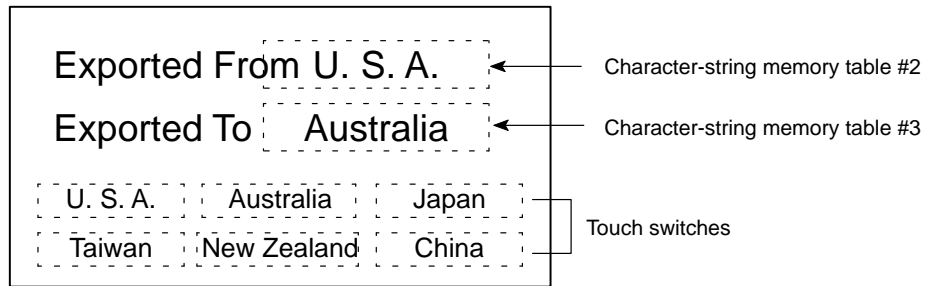 Exported From U. S. A.
Character-string memory table #2
Exported To Australia
Character-string memory table #3
U. S. A. Australia Japan
Touch switches
Taiwan New Zealand China